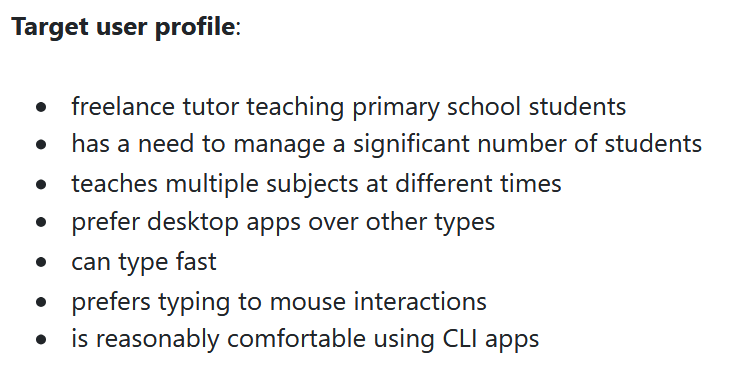 Target user profile:
freelance tutor teaching primary school students
has a need to manage a significant number of students
teaches multiple subjects at different times
prefer desktop apps over other types
can type fast
prefers typing to mouse interactions
is reasonably comfortable using CLI apps